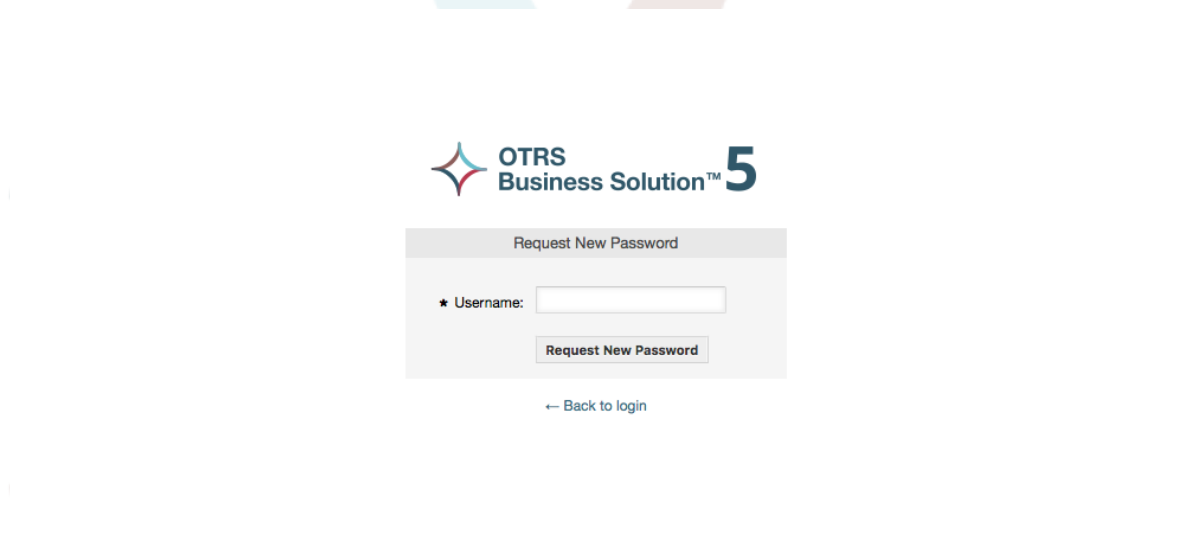 OTRS
Business Solution™ 5
Request New Password
★ Username:
Request New Password
← Back to login